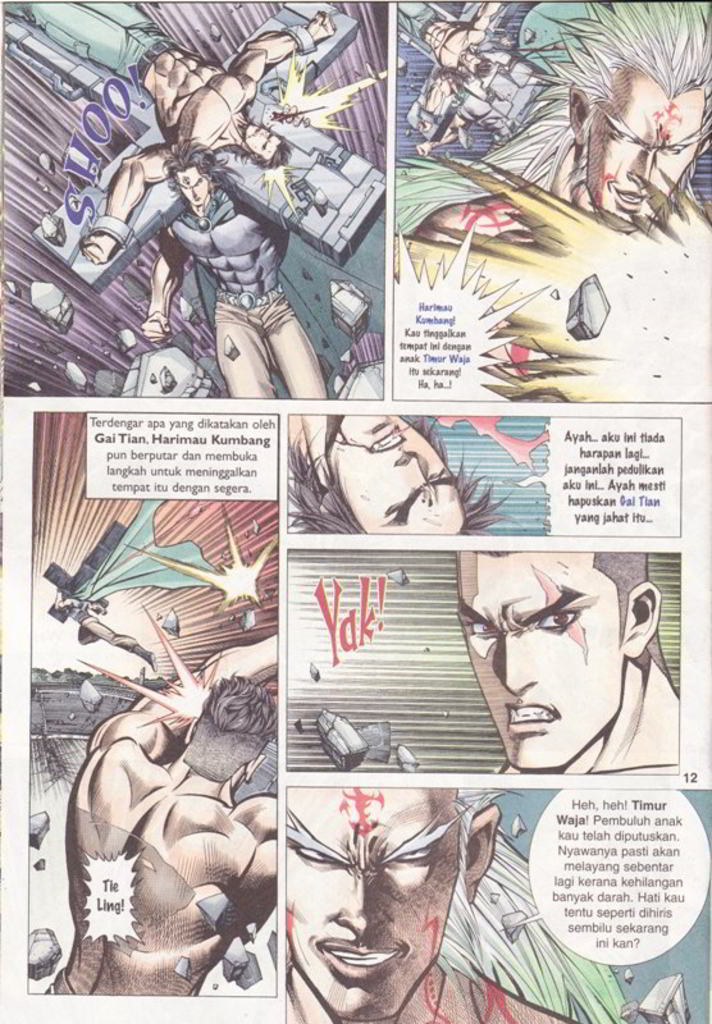 SHOOO!
Harimau
Kumbang!
Kau tinggalkan
tempat ini dengan
anak Timur Waja
itu sekarang!
Ha, ha..!
Terdengar apa yang dikatakan oleh
Gai Tian, Harimau Kumbang
pun berputar dan membuka
langkah untuk meninggalkan
tempat itu dengan segera.
Ayah... aku ini tiada
harapan lagi...
janganlah pedulikan
aku ini... Ayah mesti
hapuskan Gai Tian
yang jahat itu...
Yak!
Tie
Ling!
12
Heh, heh! Timur
Waja! Pembuluh anak
kau telah diputuskan.
Nyawanya pasti akan
melayang sebentar
lagi kerana kehilangan
banyak darah. Hati kau
tentu seperti dihiris
sembilu sekarang
ini kan?